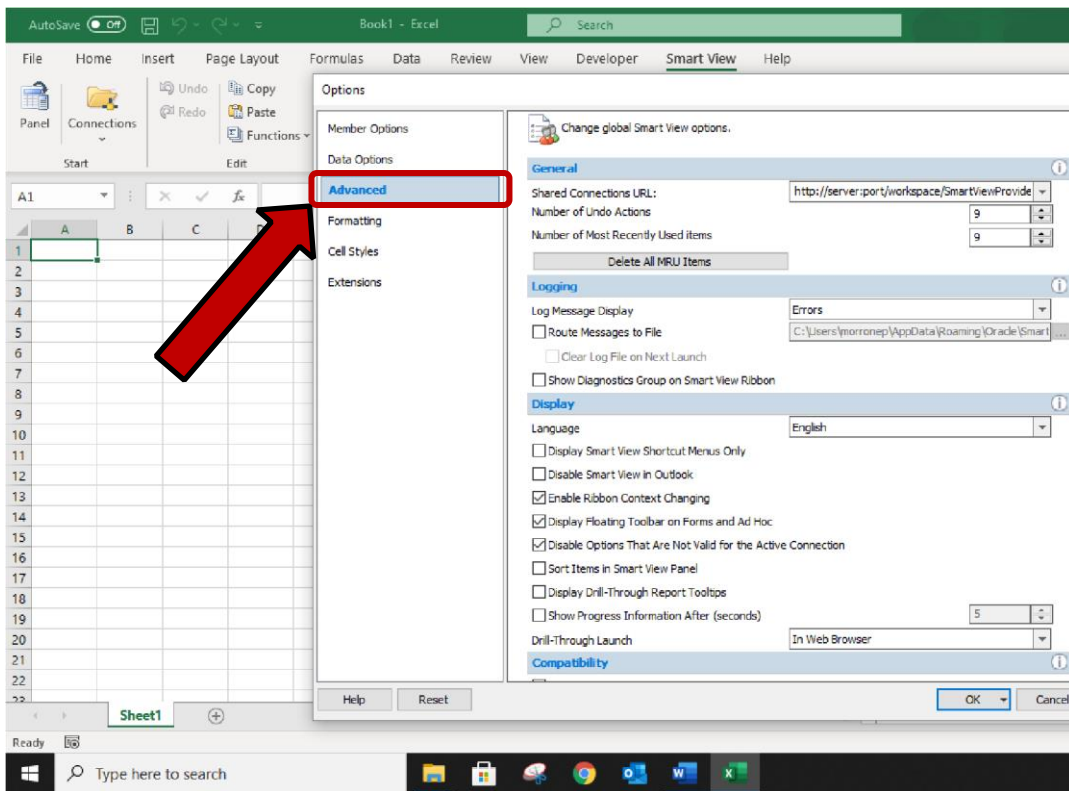 AutoSave Off Book1 - Excel Search
File Home Insert Page Layout Formulas Data Review View Developer Smart View Help
Panel
Connections
Start
Undo
Redo
Copy
Paste
Functions
Edit
A1 fx
A B C
1
2
3
4
5
6
7
8
9
10
11
12
13
14
15
16
17
18
19
20
21
22
23
Options
Member Options
Data Options
Advanced
Formatting
Cell Styles
Extensions
Change global Smart View options.
General
Shared Connections URL: http://server:port/workspace/SmartViewProvide
Number of Undo Actions 9
Number of Most Recently Used items 9
Delete All MRU Items
Logging
Log Message Display Errors
Route Messages to File C:\Users\morronep\AppData\Roaming\Oracle\Smart ...
Clear Log File on Next Launch
Show Diagnostics Group on Smart View Ribbon
Display
Language English
Display Smart View Shortcut Menus Only
Disable Smart View in Outlook
Enable Ribbon Context Changing
Display Floating Toolbar on Forms and Ad Hoc
Disable Options That Are Not Valid for the Active Connection
Sort Items in Smart View Panel
Display Drill-Through Report Tooltips
Show Progress Information After (seconds) 5
Drill-Through Launch In Web Browser
Compatibility
Help Reset OK Cancel
Sheet1
Ready
Type here to search